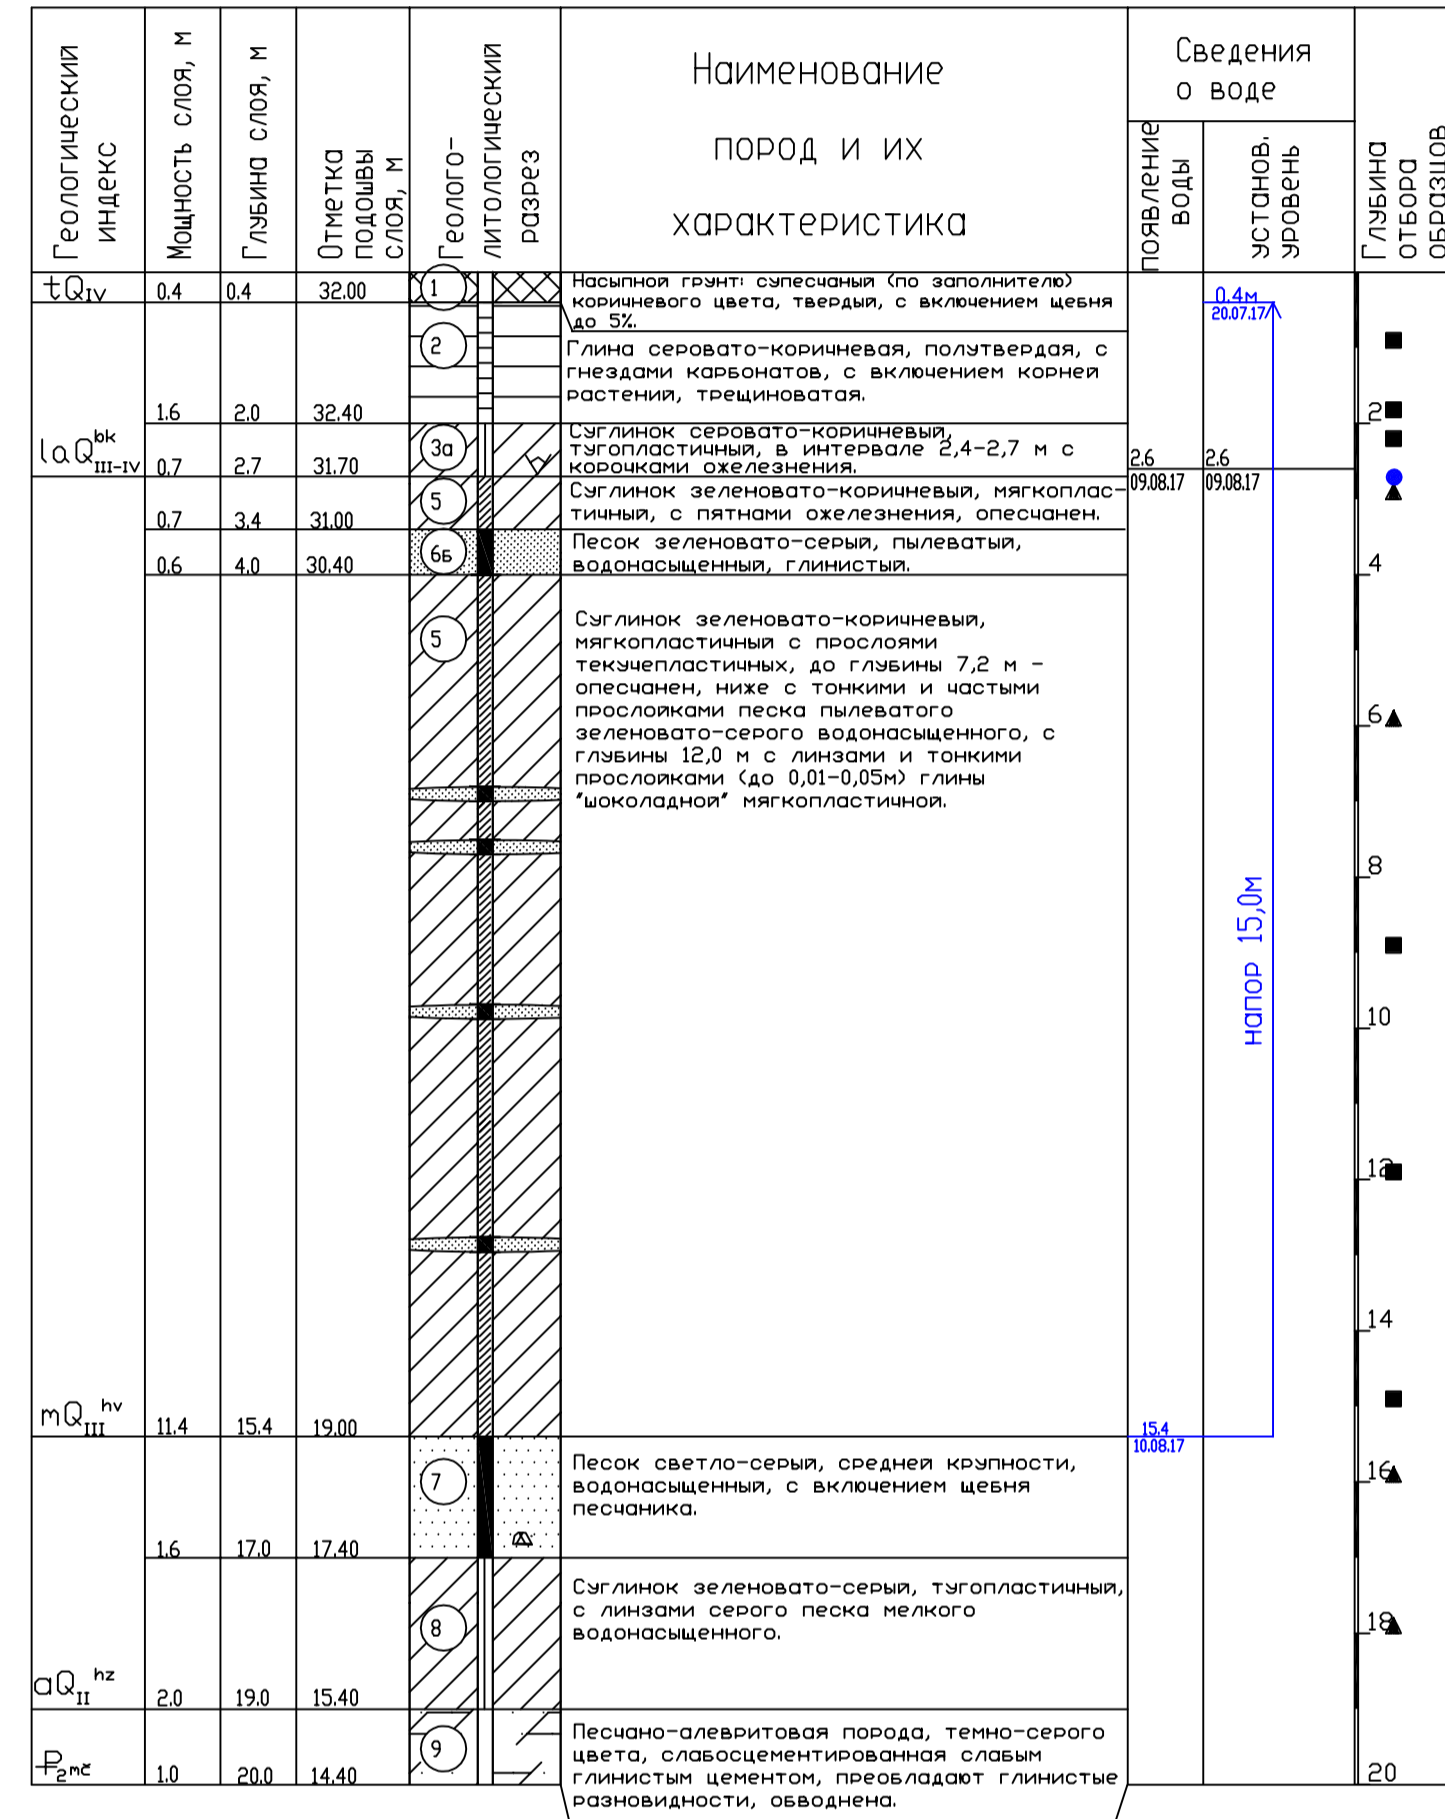 Геологический
индекс
Мощность слоя, м
Глубина слоя, м
Отметка
подошвы
слоя, м
Геолого-
литологический
разрез
Наименование
пород и их
характеристика
Сведения
о воде
появление
воды
установ.
уровень
Глубина
отбора
образцов
tQIV 0.4 0.4 32.00
1
Насыпной грунт: супесчаный (по заполнителю)
коричневого цвета, твердый, с включением щебня
до 5%.
0.4м
20.07.17
2
Глина серовато-коричневая, полутвердая, с
гнездами карбонатов, с включением корней
растений, трещиноватая.
1.6 2.0 32.40
2
3а
Суглинок серовато-коричневый,
тугопластичный, в интервале 2,4-2,7 м с
корочками ожелезнения.
laQ bk III-IV 0.7 2.7 31.70
2.6 2.6
09.08.17 09.08.17
5
Суглинок зеленовато-коричневый, мягкоплас-
тичный, с пятнами ожелезнения, опесчанен.
0.7 3.4 31.00
6Б
Песок зеленовато-серый, пылеватый,
водонасыщенный, глинистый.
0.6 4.0 30.40
4
5
Суглинок зеленовато-коричневый,
мягкопластичный с прослоями
текучепластичных, до глубины 7,2 м -
опесчанен, ниже с тонкими и частыми
прослойками песка пылеватого
зеленовато-серого водонасыщенного, с
глубины 12,0 м с линзами и тонкими
прослойками (до 0,01-0,05м) глины
"шоколадной" мягкопластичной.
6
8
напор 15,0м
10
12
14
mQ hv III 11.4 15.4 19.00
15.4
10.08.17
7
Песок светло-серый, средней крупности,
водонасыщенный, с включением щебня
песчаника.
16
1.6 17.0 17.40
8
Суглинок зеленовато-серый, тугопластичный,
с линзами серого песка мелкого
водонасыщенного.
18
aQ hz II 2.0 19.0 15.40
9
Песчано-алевритовая порода, темно-серого
цвета, слабосцементированная слабым
глинистым цементом, преобладают глинистые
разновидности, обводнена.
P2mč 1.0 20.0 14.40
20